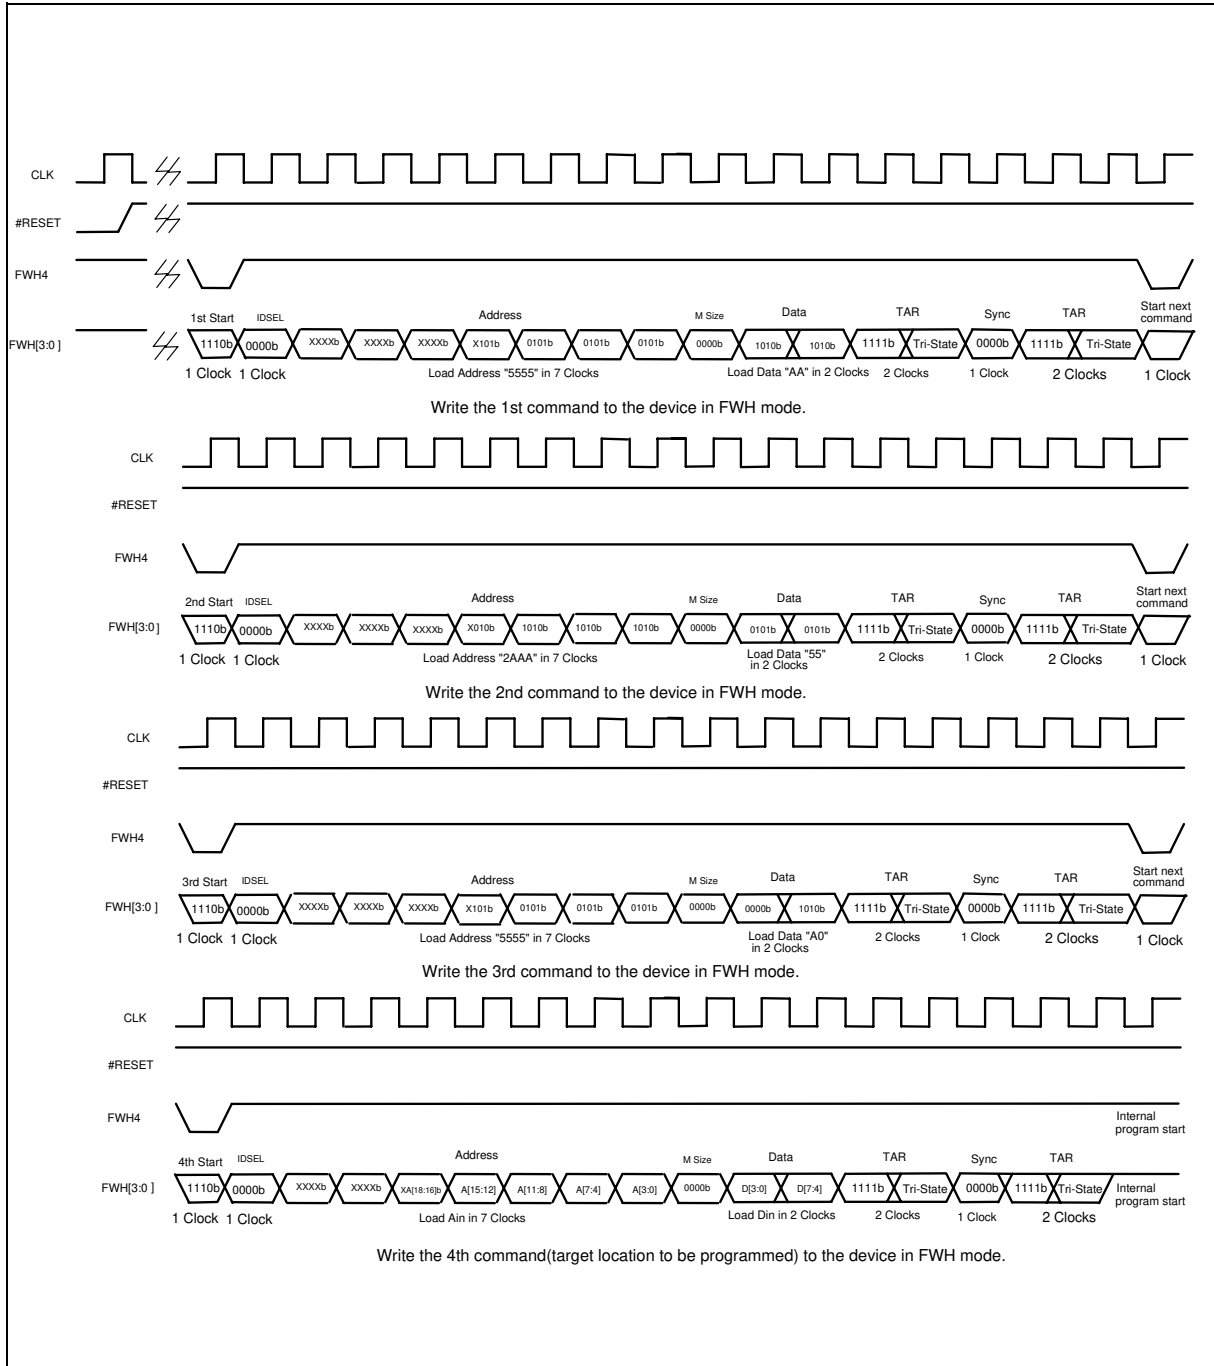 CLK
#RESET
FWH4
1st Start IDSEL Address M Size Data TAR Sync TAR Start next command
FWH[3:0 ] 1110b 0000b XXXXb XXXXb XXXXb X101b 0101b 0101b 0101b 0000b 1010b 1010b 1111b Tri-State 0000b 1111b Tri-State
1 Clock 1 Clock Load Address "5555" in 7 Clocks Load Data "AA" in 2 Clocks 2 Clocks 1 Clock 2 Clocks 1 Clock
Write the 1st command to the device in FWH mode.
CLK
#RESET
FWH4
2nd Start IDSEL Address M Size Data TAR Sync TAR Start next command
FWH[3:0 ] 1110b 0000b XXXXb XXXXb XXXXb X010b 1010b 1010b 1010b 0000b 0101b 0101b 1111b Tri-State 0000b 1111b Tri-State
1 Clock 1 Clock Load Address "2AAA" in 7 Clocks Load Data "55" in 2 Clocks 2 Clocks 1 Clock 2 Clocks 1 Clock
Write the 2nd command to the device in FWH mode.
CLK
#RESET
FWH4
3rd Start IDSEL Address M Size Data TAR Sync TAR Start next command
FWH[3:0 ] 1110b 0000b XXXXb XXXXb XXXXb X101b 0101b 0101b 0101b 0000b 0000b 1010b 1111b Tri-State 0000b 1111b Tri-State
1 Clock 1 Clock Load Address "5555" in 7 Clocks Load Data "A0" in 2 Clocks 2 Clocks 1 Clock 2 Clocks 1 Clock
Write the 3rd command to the device in FWH mode.
CLK
#RESET
FWH4 Internal program start
4th Start IDSEL Address M Size Data TAR Sync TAR
FWH[3:0 ] 1110b 0000b XXXXb XXXXb XA[18:16]b A[15:12] A[11:8] A[7:4] A[3:0] 0000b D[3:0] D[7:4] 1111b Tri-State 0000b 1111b Tri-State Internal program start
1 Clock 1 Clock Load Ain in 7 Clocks Load Din in 2 Clocks 2 Clocks 1 Clock 2 Clocks
Write the 4th command(target location to be programmed) to the device in FWH mode.